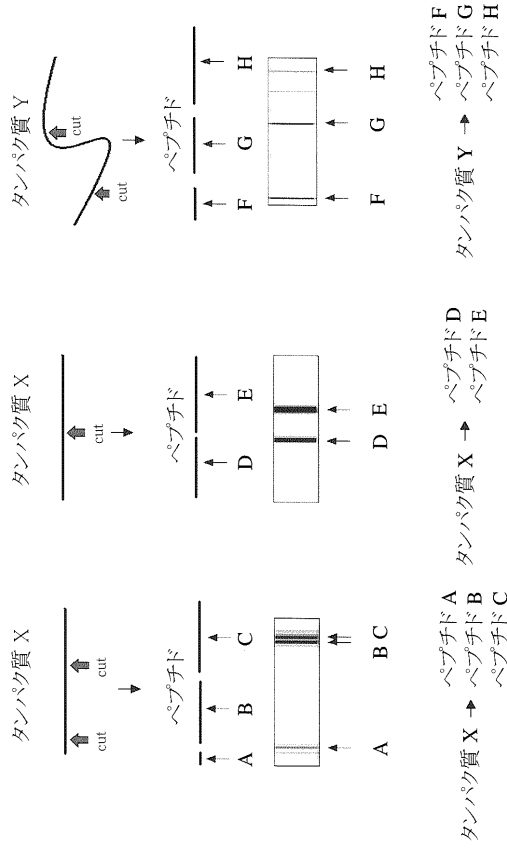 タンパク質 X
cut
cut
ペプチド
A B C
A BC
タンパク質 X → ペプチド A
ペプチド B
ペプチド C
タンパク質 X
cut
ペプチド
D E
D E
タンパク質 X → ペプチド D
ペプチド E
タンパク質 Y
cut
cut
ペプチド
F G H
F G H
タンパク質 Y → ペプチド F
ペプチド G
ペプチド H